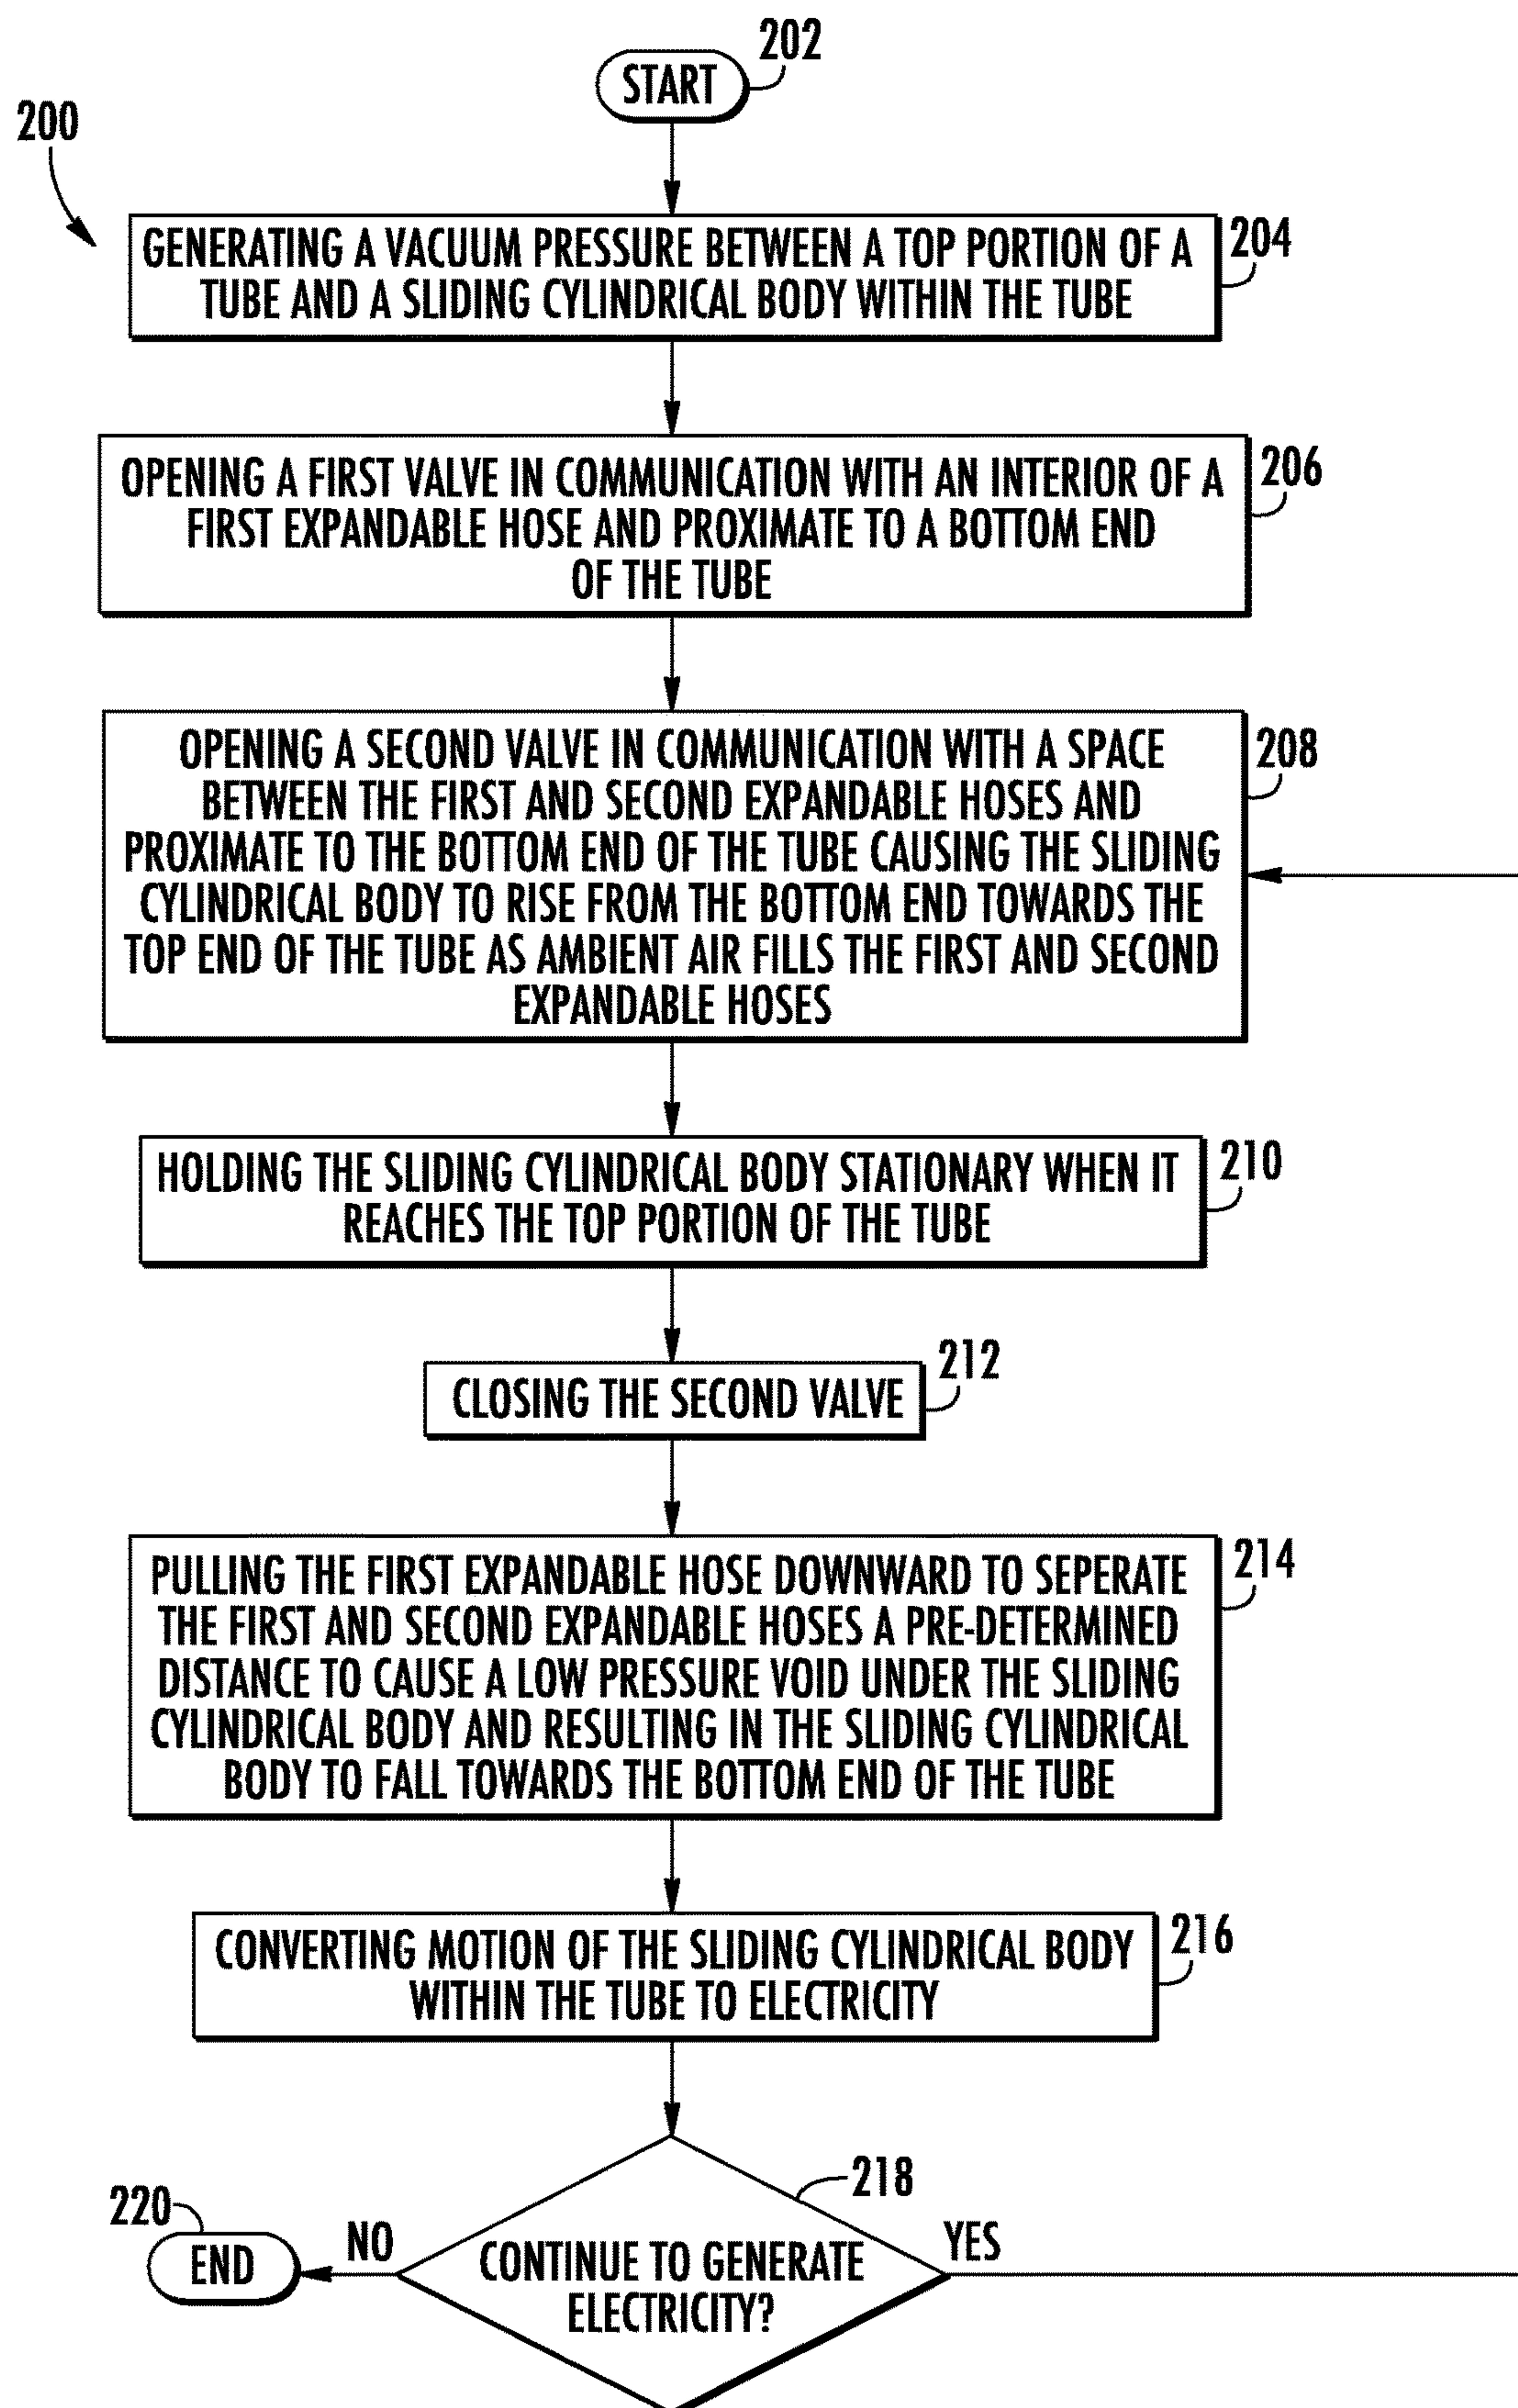 202
START
200
GENERATING A VACUUM PRESSURE BETWEEN A TOP PORTION OF A
TUBE AND A SLIDING CYLINDRICAL BODY WITHIN THE TUBE
204
OPENING A FIRST VALVE IN COMMUNICATION WITH AN INTERIOR OF A
FIRST EXPANDABLE HOSE AND PROXIMATE TO A BOTTOM END
OF THE TUBE
206
OPENING A SECOND VALVE IN COMMUNICATION WITH A SPACE
BETWEEN THE FIRST AND SECOND EXPANDABLE HOSES AND
PROXIMATE TO THE BOTTOM END OF THE TUBE CAUSING THE SLIDING
CYLINDRICAL BODY TO RISE FROM THE BOTTOM END TOWARDS THE
TOP END OF THE TUBE AS AMBIENT AIR FILLS THE FIRST AND SECOND
EXPANDABLE HOSES
208
HOLDING THE SLIDING CYLINDRICAL BODY STATIONARY WHEN IT
REACHES THE TOP PORTION OF THE TUBE
210
CLOSING THE SECOND VALVE
212
PULLING THE FIRST EXPANDABLE HOSE DOWNWARD TO SEPERATE
THE FIRST AND SECOND EXPANDABLE HOSES A PRE-DETERMINED
DISTANCE TO CAUSE A LOW PRESSURE VOID UNDER THE SLIDING
CYLINDRICAL BODY AND RESULTING IN THE SLIDING CYLINDRICAL
BODY TO FALL TOWARDS THE BOTTOM END OF THE TUBE
214
CONVERTING MOTION OF THE SLIDING CYLINDRICAL BODY
WITHIN THE TUBE TO ELECTRICITY
216
218
CONTINUE TO GENERATE
ELECTRICITY?
YES
NO
220
END